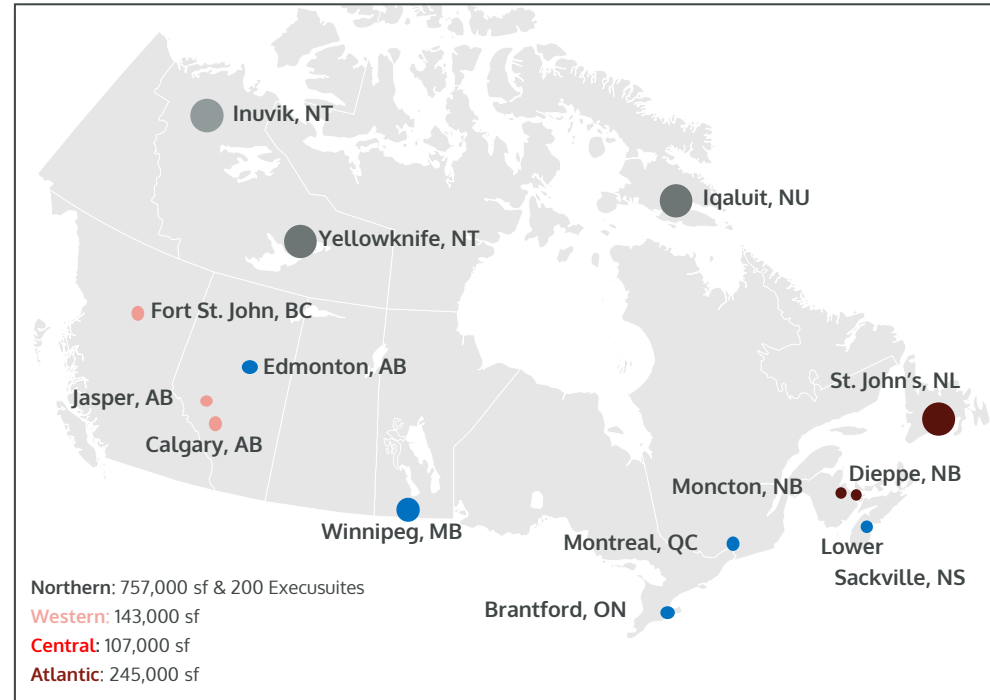 Inuvik, NT
Iqaluit, NU
Yellowknife, NT
Fort St. John, BC
Edmonton, AB
St. John's, NL
Jasper, AB
Calgary, AB
Dieppe, NB
Moncton, NB
Winnipeg, MB
Montreal, QC
Lower
Sackville, NS
Brantford, ON
Northern: 757,000 sf & 200 Execusuites
Western: 143,000 sf
Central: 107,000 sf
Atlantic: 245,000 sf